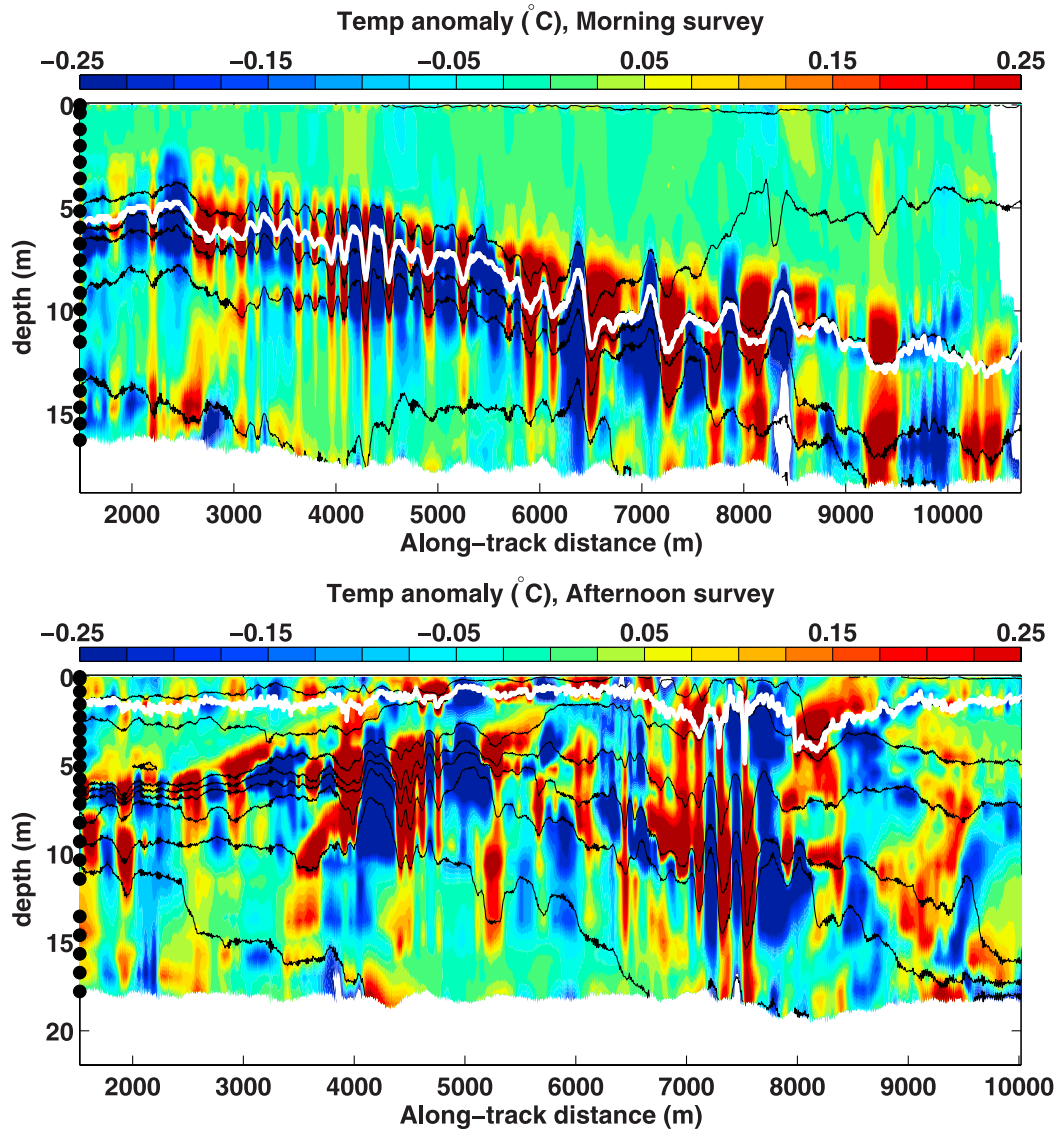 Temp anomaly (°C), Morning survey
−0.25 −0.15 −0.05 0.05 0.15 0.25
0
5
10
15
depth (m)
2000 3000 4000 5000 6000 7000 8000 9000 10000
Along−track distance (m)
Temp anomaly (°C), Afternoon survey
−0.25 −0.15 −0.05 0.05 0.15 0.25
0
5
10
15
20
depth (m)
2000 3000 4000 5000 6000 7000 8000 9000 10000
Along−track distance (m)